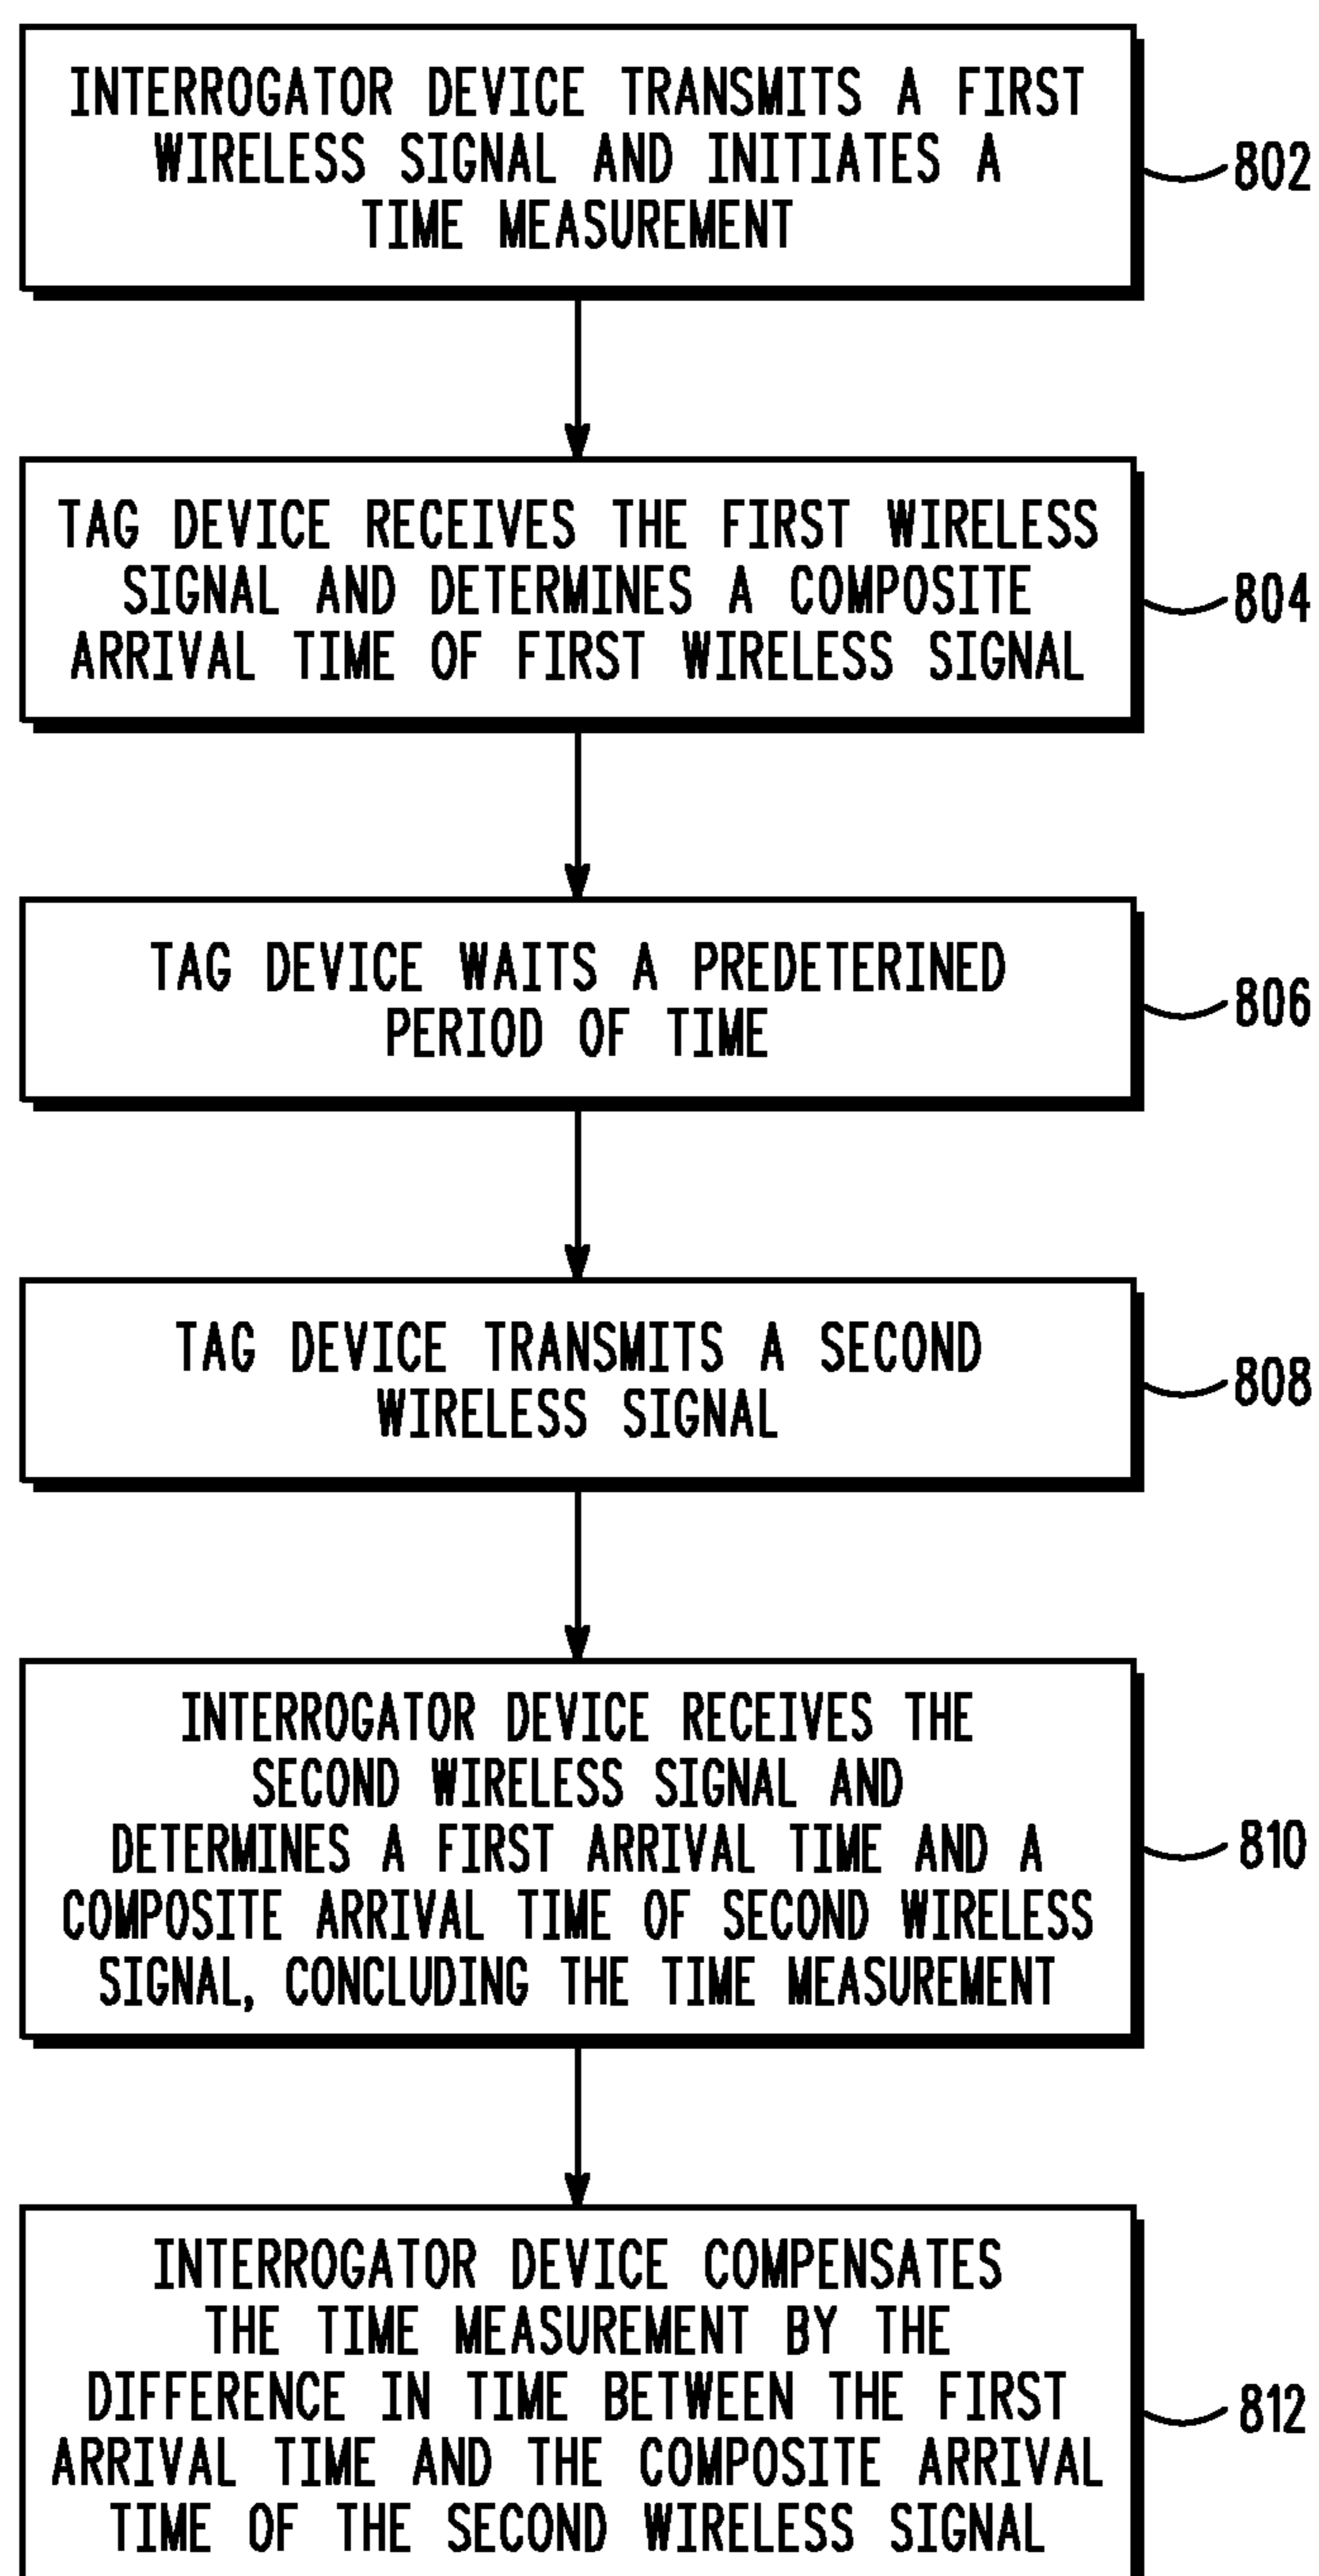 INTERROGATOR DEVICE TRANSMITS A FIRST
WIRELESS SIGNAL AND INITIATES A
TIME MEASUREMENT
802
TAG DEVICE RECEIVES THE FIRST WIRELESS
SIGNAL AND DETERMINES A COMPOSITE
ARRIVAL TIME OF FIRST WIRELESS SIGNAL
804
TAG DEVICE WAITS A PREDETERINED
PERIOD OF TIME
806
TAG DEVICE TRANSMITS A SECOND
WIRELESS SIGNAL
808
INTERROGATOR DEVICE RECEIVES THE
SECOND WIRELESS SIGNAL AND
DETERMINES A FIRST ARRIVAL TIME AND A
COMPOSITE ARRIVAL TIME OF SECOND WIRELESS
SIGNAL, CONCLUDING THE TIME MEASUREMENT
810
INTERROGATOR DEVICE COMPENSATES
THE TIME MEASUREMENT BY THE
DIFFERENCE IN TIME BETWEEN THE FIRST
ARRIVAL TIME AND THE COMPOSITE ARRIVAL
TIME OF THE SECOND WIRELESS SIGNAL
812